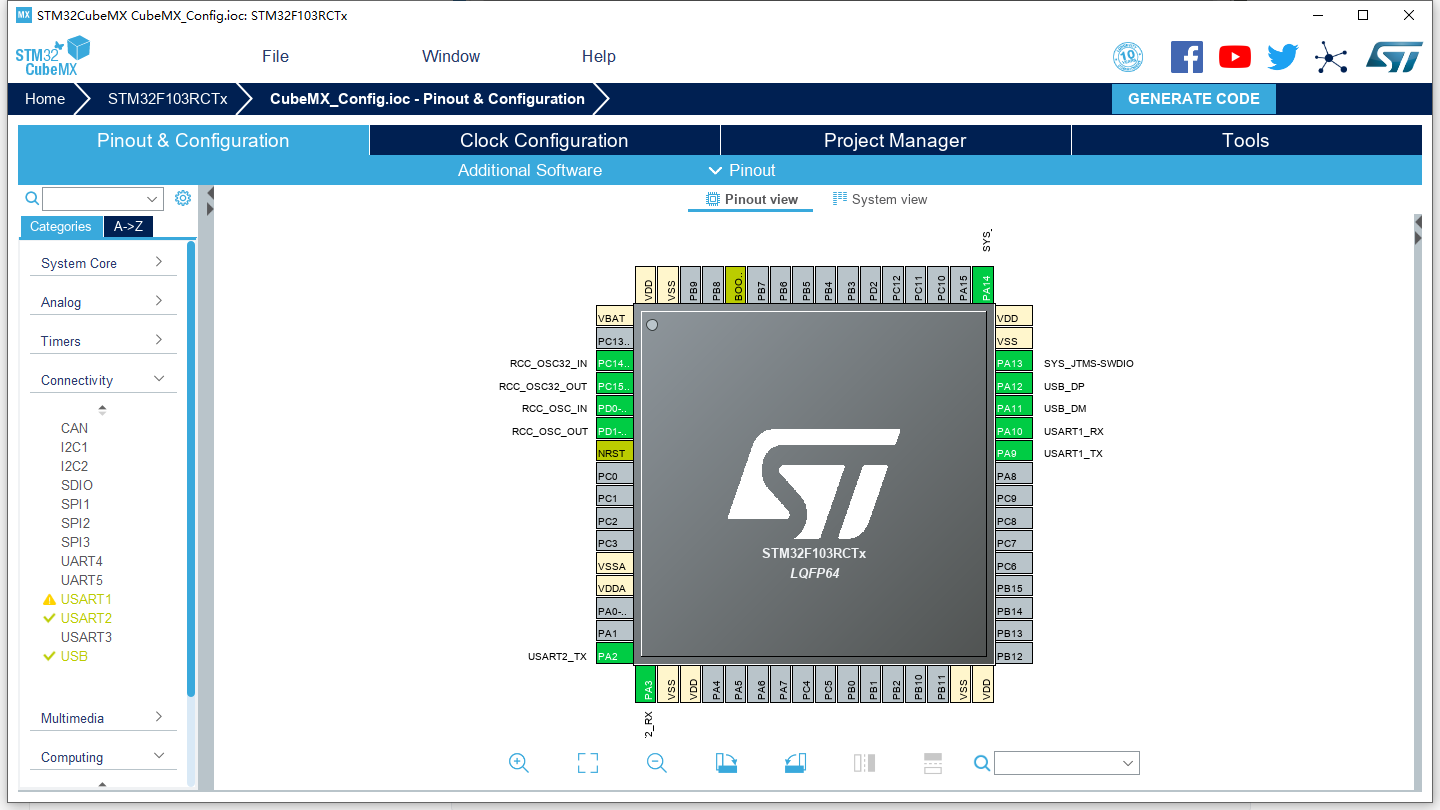 MX STM32CubeMX CubeMX_Config.ioc: STM32F103RCTx
STM32
CubeMX
File Window Help
10
ST
Home STM32F103RCTx CubeMX_Config.ioc - Pinout & Configuration GENERATE CODE
Pinout & Configuration Clock Configuration Project Manager Tools
Additional Software Pinout
Pinout view System view
Categories A->Z
System Core
Analog
Timers
Connectivity
CAN
I2C1
I2C2
SDIO
SPI1
SPI2
SPI3
UART4
UART5
USART1
USART2
USART3
USB
Multimedia
Computing
SYS_
VDD VSS PB9 PB8 BOO.. PB7 PB6 PB5 PB4 PB3 PD2 PC12 PC11 PC10 PA15 PA14
VBAT
PC13..
RCC_OSC32_IN PC14..
RCC_OSC32_OUT PC15..
RCC_OSC_IN PD0-..
RCC_OSC_OUT PD1-..
NRST
PC0
PC1
PC2
PC3
VSSA
VDDA
PA0-..
PA1
USART2_TX PA2
ST
STM32F103RCTx
LQFP64
VDD
VSS
PA13 SYS_JTMS-SWDIO
PA12 USB_DP
PA11 USB_DM
PA10 USART1_RX
PA9 USART1_TX
PA8
PC9
PC8
PC7
PC6
PB15
PB14
PB13
PB12
PA3 VSS VDD PA4 PA5 PA6 PA7 PC4 PC5 PB0 PB1 PB2 PB10 PB11 VSS VDD
2_RX